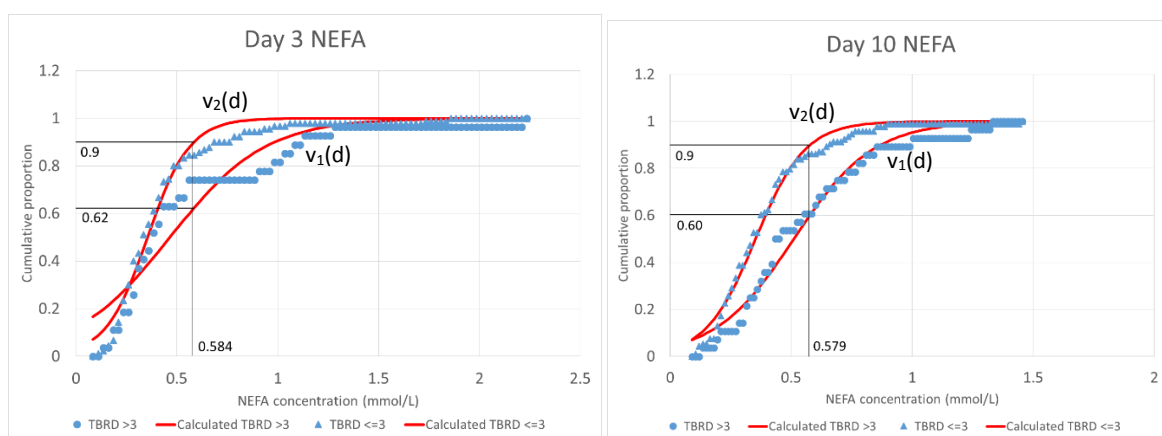 Day 3 NEFA
Cumulative proportion
1.2
1
0.8
0.6
0.4
0.2
0
v₂(d)
0.9
v₁(d)
0.62
0.584
0 0.5 1 1.5 2 2.5
NEFA concentration (mmol/L)
TBRD >3 Calculated TBRD >3 TBRD <=3 Calculated TBRD <=3
Day 10 NEFA
Cumulative proportion
1.2
1
0.8
0.6
0.4
0.2
0
v₂(d)
0.9
v₁(d)
0.60
0.579
0 0.5 1 1.5 2
NEFA concentration (mmol/L)
TBRD >3 Calculated TBRD >3 TBRD <=3 Calculated TBRD <=3